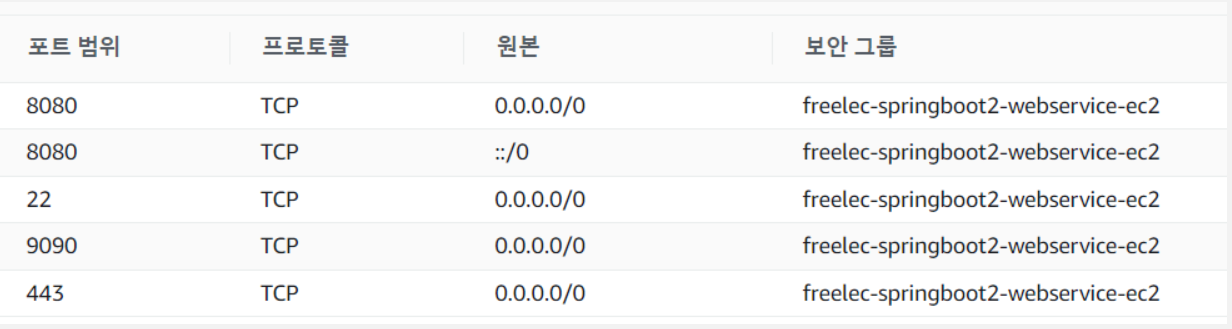 포트 범위 프로토콜 원본 보안 그룹
8080 TCP 0.0.0.0/0 freelec-springboot2-webservice-ec2
8080 TCP ::/0 freelec-springboot2-webservice-ec2
22 TCP 0.0.0.0/0 freelec-springboot2-webservice-ec2
9090 TCP 0.0.0.0/0 freelec-springboot2-webservice-ec2
443 TCP 0.0.0.0/0 freelec-springboot2-webservice-ec2